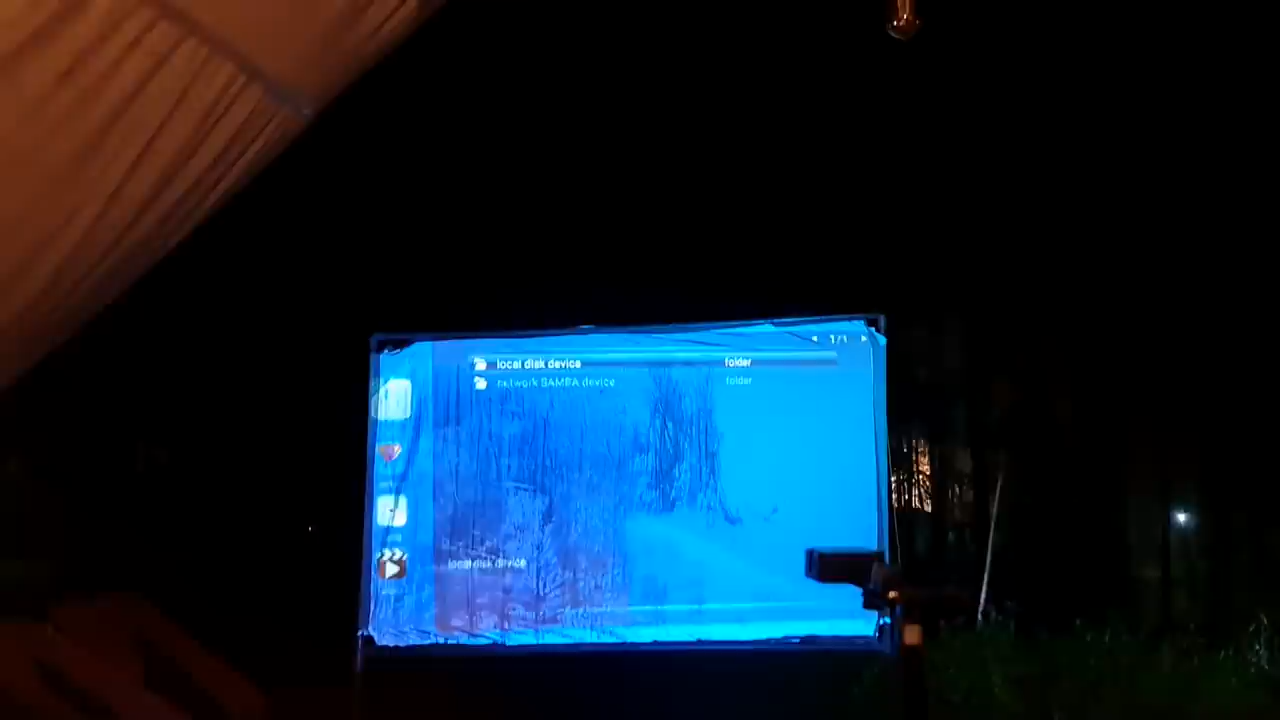 1/1
local disk device folder
network SAMBA device folder
local disk device